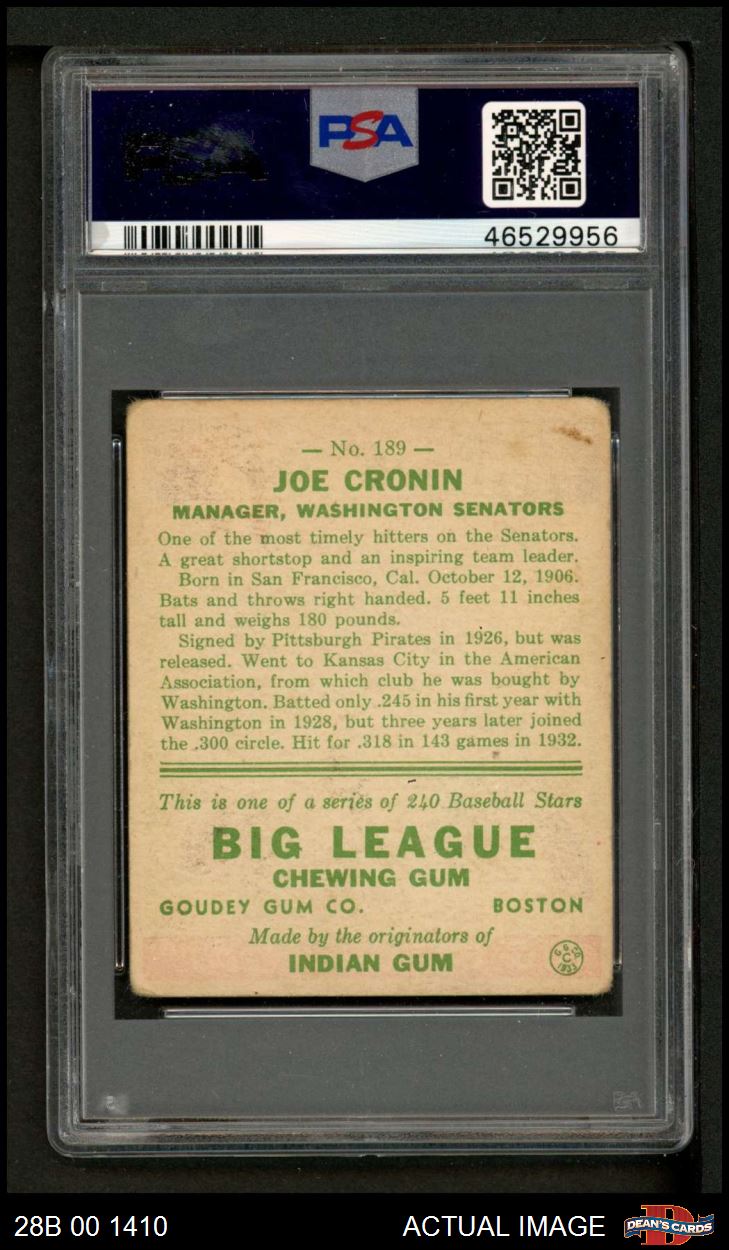 PSA
46529956
— No. 189 —
JOE CRONIN
MANAGER, WASHINGTON SENATORS
One of the most timely hitters on the Senators.
A great shortstop and an inspiring team leader.
Born in San Francisco, Cal. October 12, 1906.
Bats and throws right handed. 5 feet 11 inches
tall and weighs 180 pounds.
Signed by Pittsburgh Pirates in 1926, but was
released. Went to Kansas City in the American
Association, from which club he was bought by
Washington. Batted only .245 in his first year with
Washington in 1928, but three years later joined
the .300 circle. Hit for .318 in 143 games in 1932.
This is one of a series of 240 Baseball Stars
BIG LEAGUE
CHEWING GUM
GOUDEY GUM CO. BOSTON
Made by the originators of
INDIAN GUM
G. G. CO.
C
1933
28B 00 1410 ACTUAL IMAGE DEAN'S CARDS